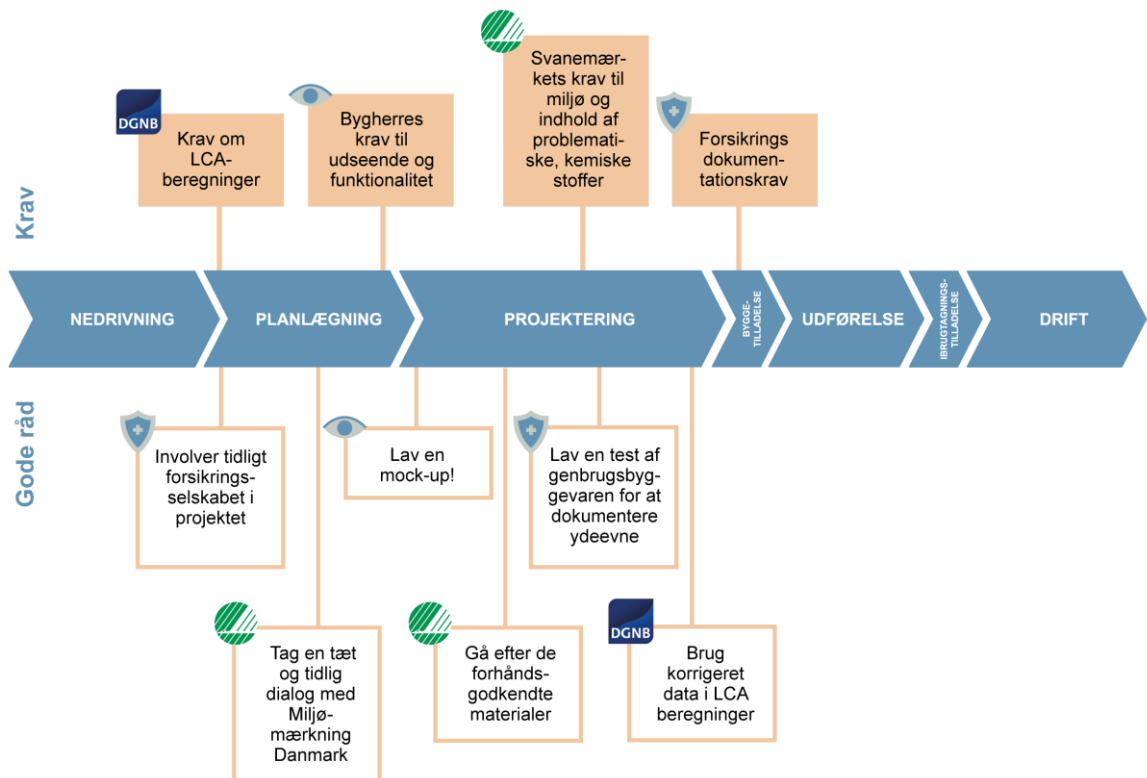 DGNB
Krav om
LCA-
beregninger
Bygherres
krav til
udseende og
funktionalitet
Svanemær-
kets krav til
miljø og
indhold af
problemati-
ske, kemiske
stoffer
Forsikrings
dokumen-
tationskrav
Krav
NEDRIVNING
PLANLÆGNING
PROJEKTERING
BYGGE-
TILLADELSE
UDFØRELSE
IBRUGTAGNINGS-
TILLADELSE
DRIFT
Gode råd
Involver tidligt
forsikrings-
selskabet i
projektet
Lav en
mock-up!
Lav en test af
genbrugsbyg-
gevaren for at
dokumentere
ydeevne
Tag en tæt
og tidlig
dialog med
Miljø-
mærkning
Danmark
Gå efter de
forhånds-
godkendte
materialer
DGNB
Brug
korrigeret
data i LCA
beregninger